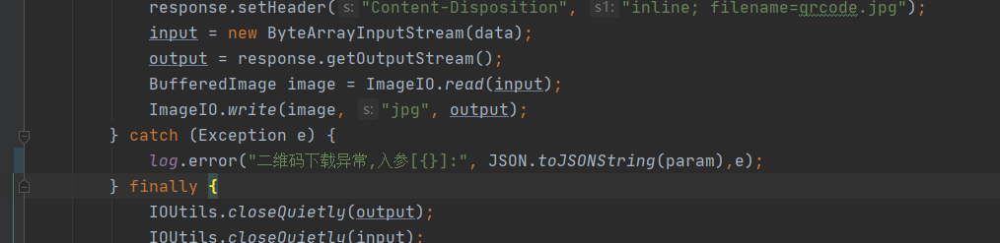 response.setHeader( s: "Content-Disposition", s1: "inline; filename=qrcode.jpg");
input = new ByteArrayInputStream(data);
output = response.getOutputStream();
BufferedImage image = ImageIO.read(input);
ImageIO.write(image, s: "jpg", output);
} catch (Exception e) {
log.error("二维码下载异常,入参[{}]:", JSON.toJSONString(param),e);
} finally {
IOUtils.closeQuietly(output);
IOUtils.closeQuietly(input);